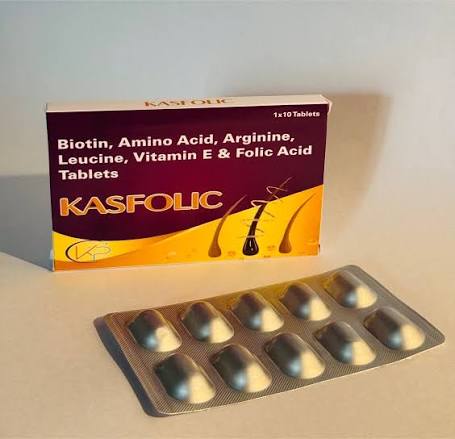 KASFOLIC
1x10 Tablets
Biotin, Amino Acid, Arginine,
Leucine, Vitamin E & Folic Acid
Tablets
KASFOLIC